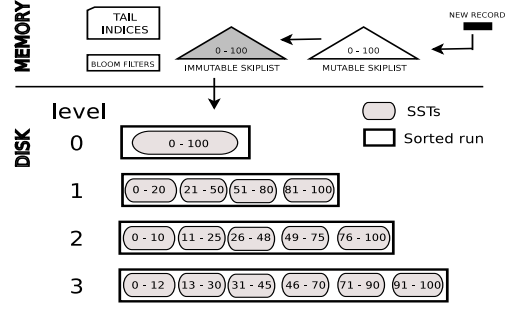 MEMORY
TAIL
INDICES
BLOOM FILTERS
0 - 100
IMMUTABLE SKIPLIST
0 - 100
MUTABLE SKIPLIST
NEW RECORD
DISK
level
SSTs
Sorted run
0
0 - 100
1
0 - 20 21 - 50 51 - 80 81 - 100
2
0 - 10 11 - 25 26 - 48 49 - 75 76 - 100
3
0 - 12 13 - 30 31 - 45 46 - 70 71 - 90 91 - 100